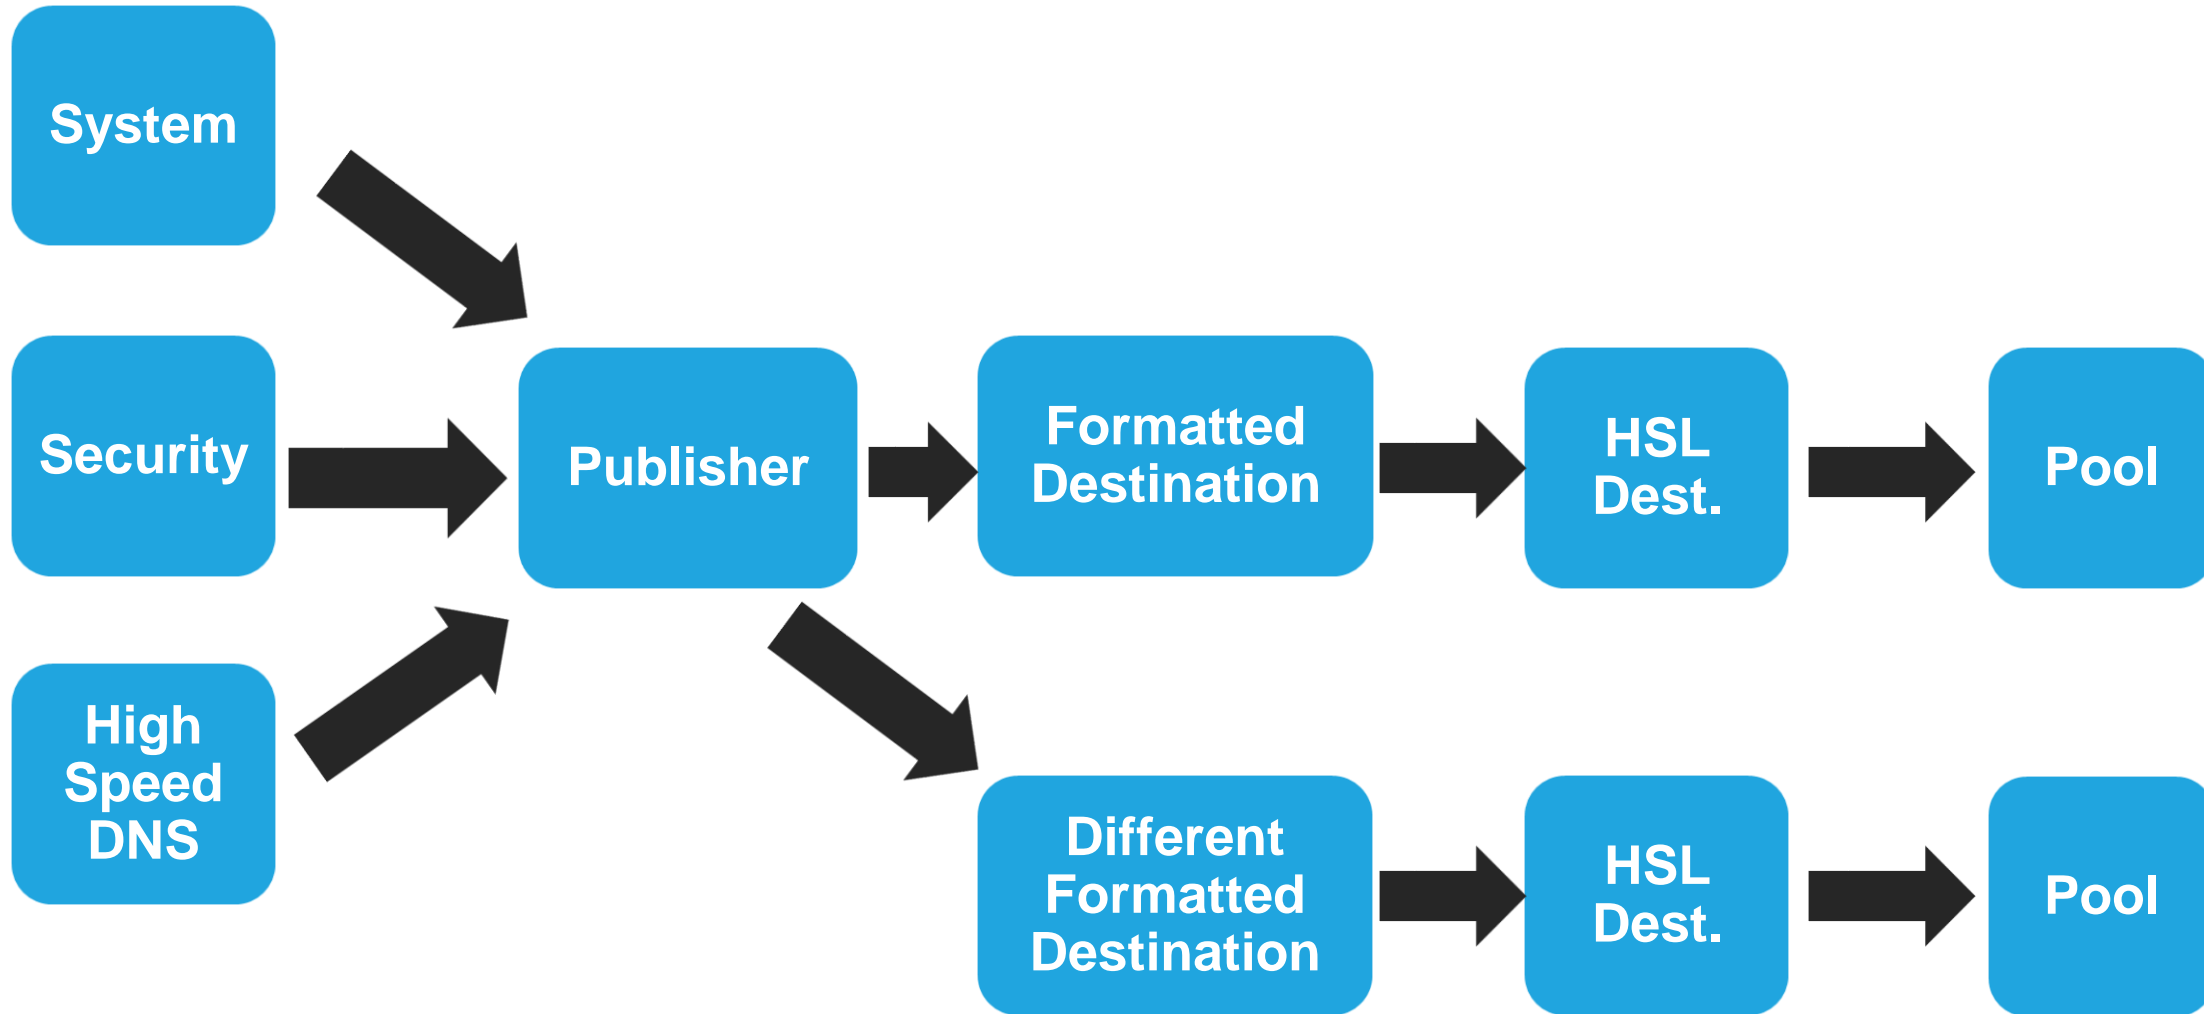 System
Security
High
Speed
DNS
Publisher
Formatted
Destination
HSL
Dest.
Pool
Different
Formatted
Destination
HSL
Dest.
Pool